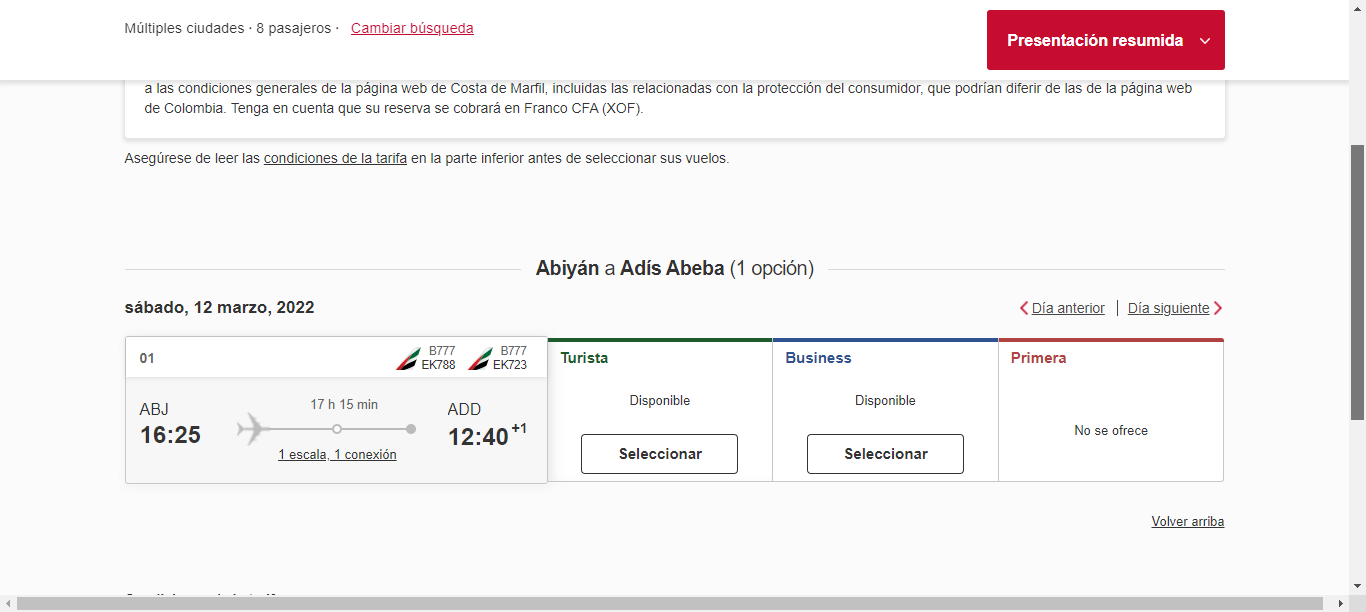 Múltiples ciudades · 8 pasajeros · Cambiar búsqueda
Presentación resumida
a las condiciones generales de la página web de Costa de Marfil, incluidas las relacionadas con la protección del consumidor, que podrían diferir de las de la página web
de Colombia. Tenga en cuenta que su reserva se cobrará en Franco CFA (XOF).
Asegúrese de leer las condiciones de la tarifa en la parte inferior antes de seleccionar sus vuelos.
Abiyán a Adís Abeba (1 opción)
sábado, 12 marzo, 2022
Día anterior | Día siguiente
01
B777
EK788
B777
EK723
ABJ
16:25
17 h 15 min
1 escala, 1 conexión
ADD
12:40 +1
Turista
Disponible
Seleccionar
Business
Disponible
Seleccionar
Primera
No se ofrece
Volver arriba